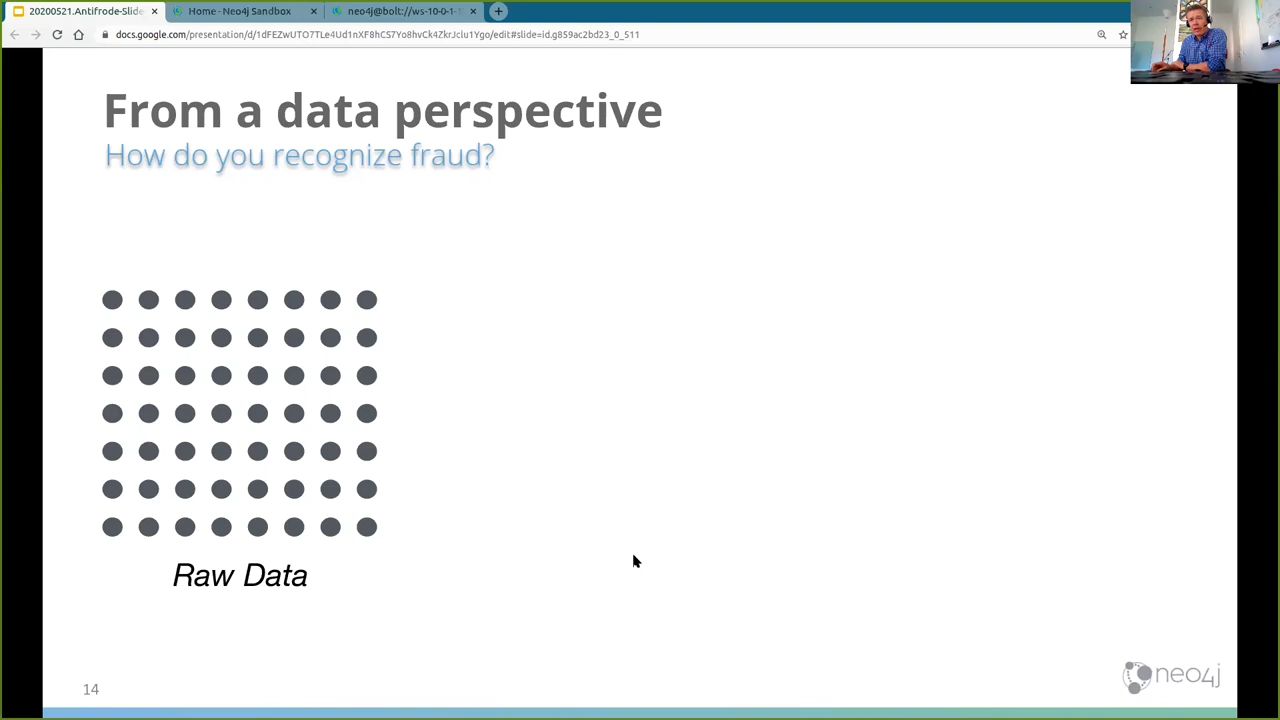 20200521.Antifrode-Slide
Home - Neo4j Sandbox
neo4j@bolt://ws-10-0-1-1
docs.google.com/presentation/d/1dFEZwUTO7TLe4Ud1nXF8hCS7Yo8hvCk4ZkrJclu1Ygo/edit#slide=id.g859ac2bd23_0_511
From a data perspective
How do you recognize fraud?
Raw Data
14
neo4j